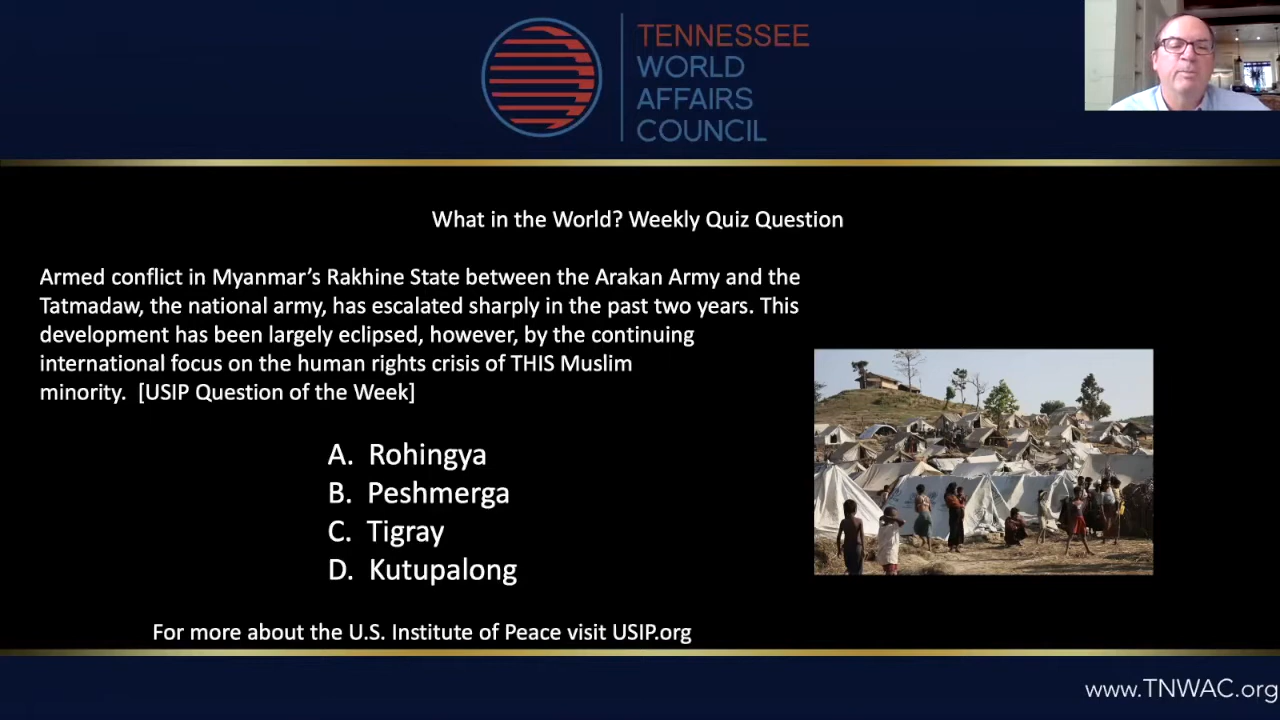 TENNESSEE
WORLD
AFFAIRS
COUNCIL
What in the World? Weekly Quiz Question
Armed conflict in Myanmar’s Rakhine State between the Arakan Army and the
Tatmadaw, the national army, has escalated sharply in the past two years. This
development has been largely eclipsed, however, by the continuing
international focus on the human rights crisis of THIS Muslim
minority.  [USIP Question of the Week]
A. Rohingya
B. Peshmerga
C. Tigray
D. Kutupalong
For more about the U.S. Institute of Peace visit USIP.org
www.TNWAC.org